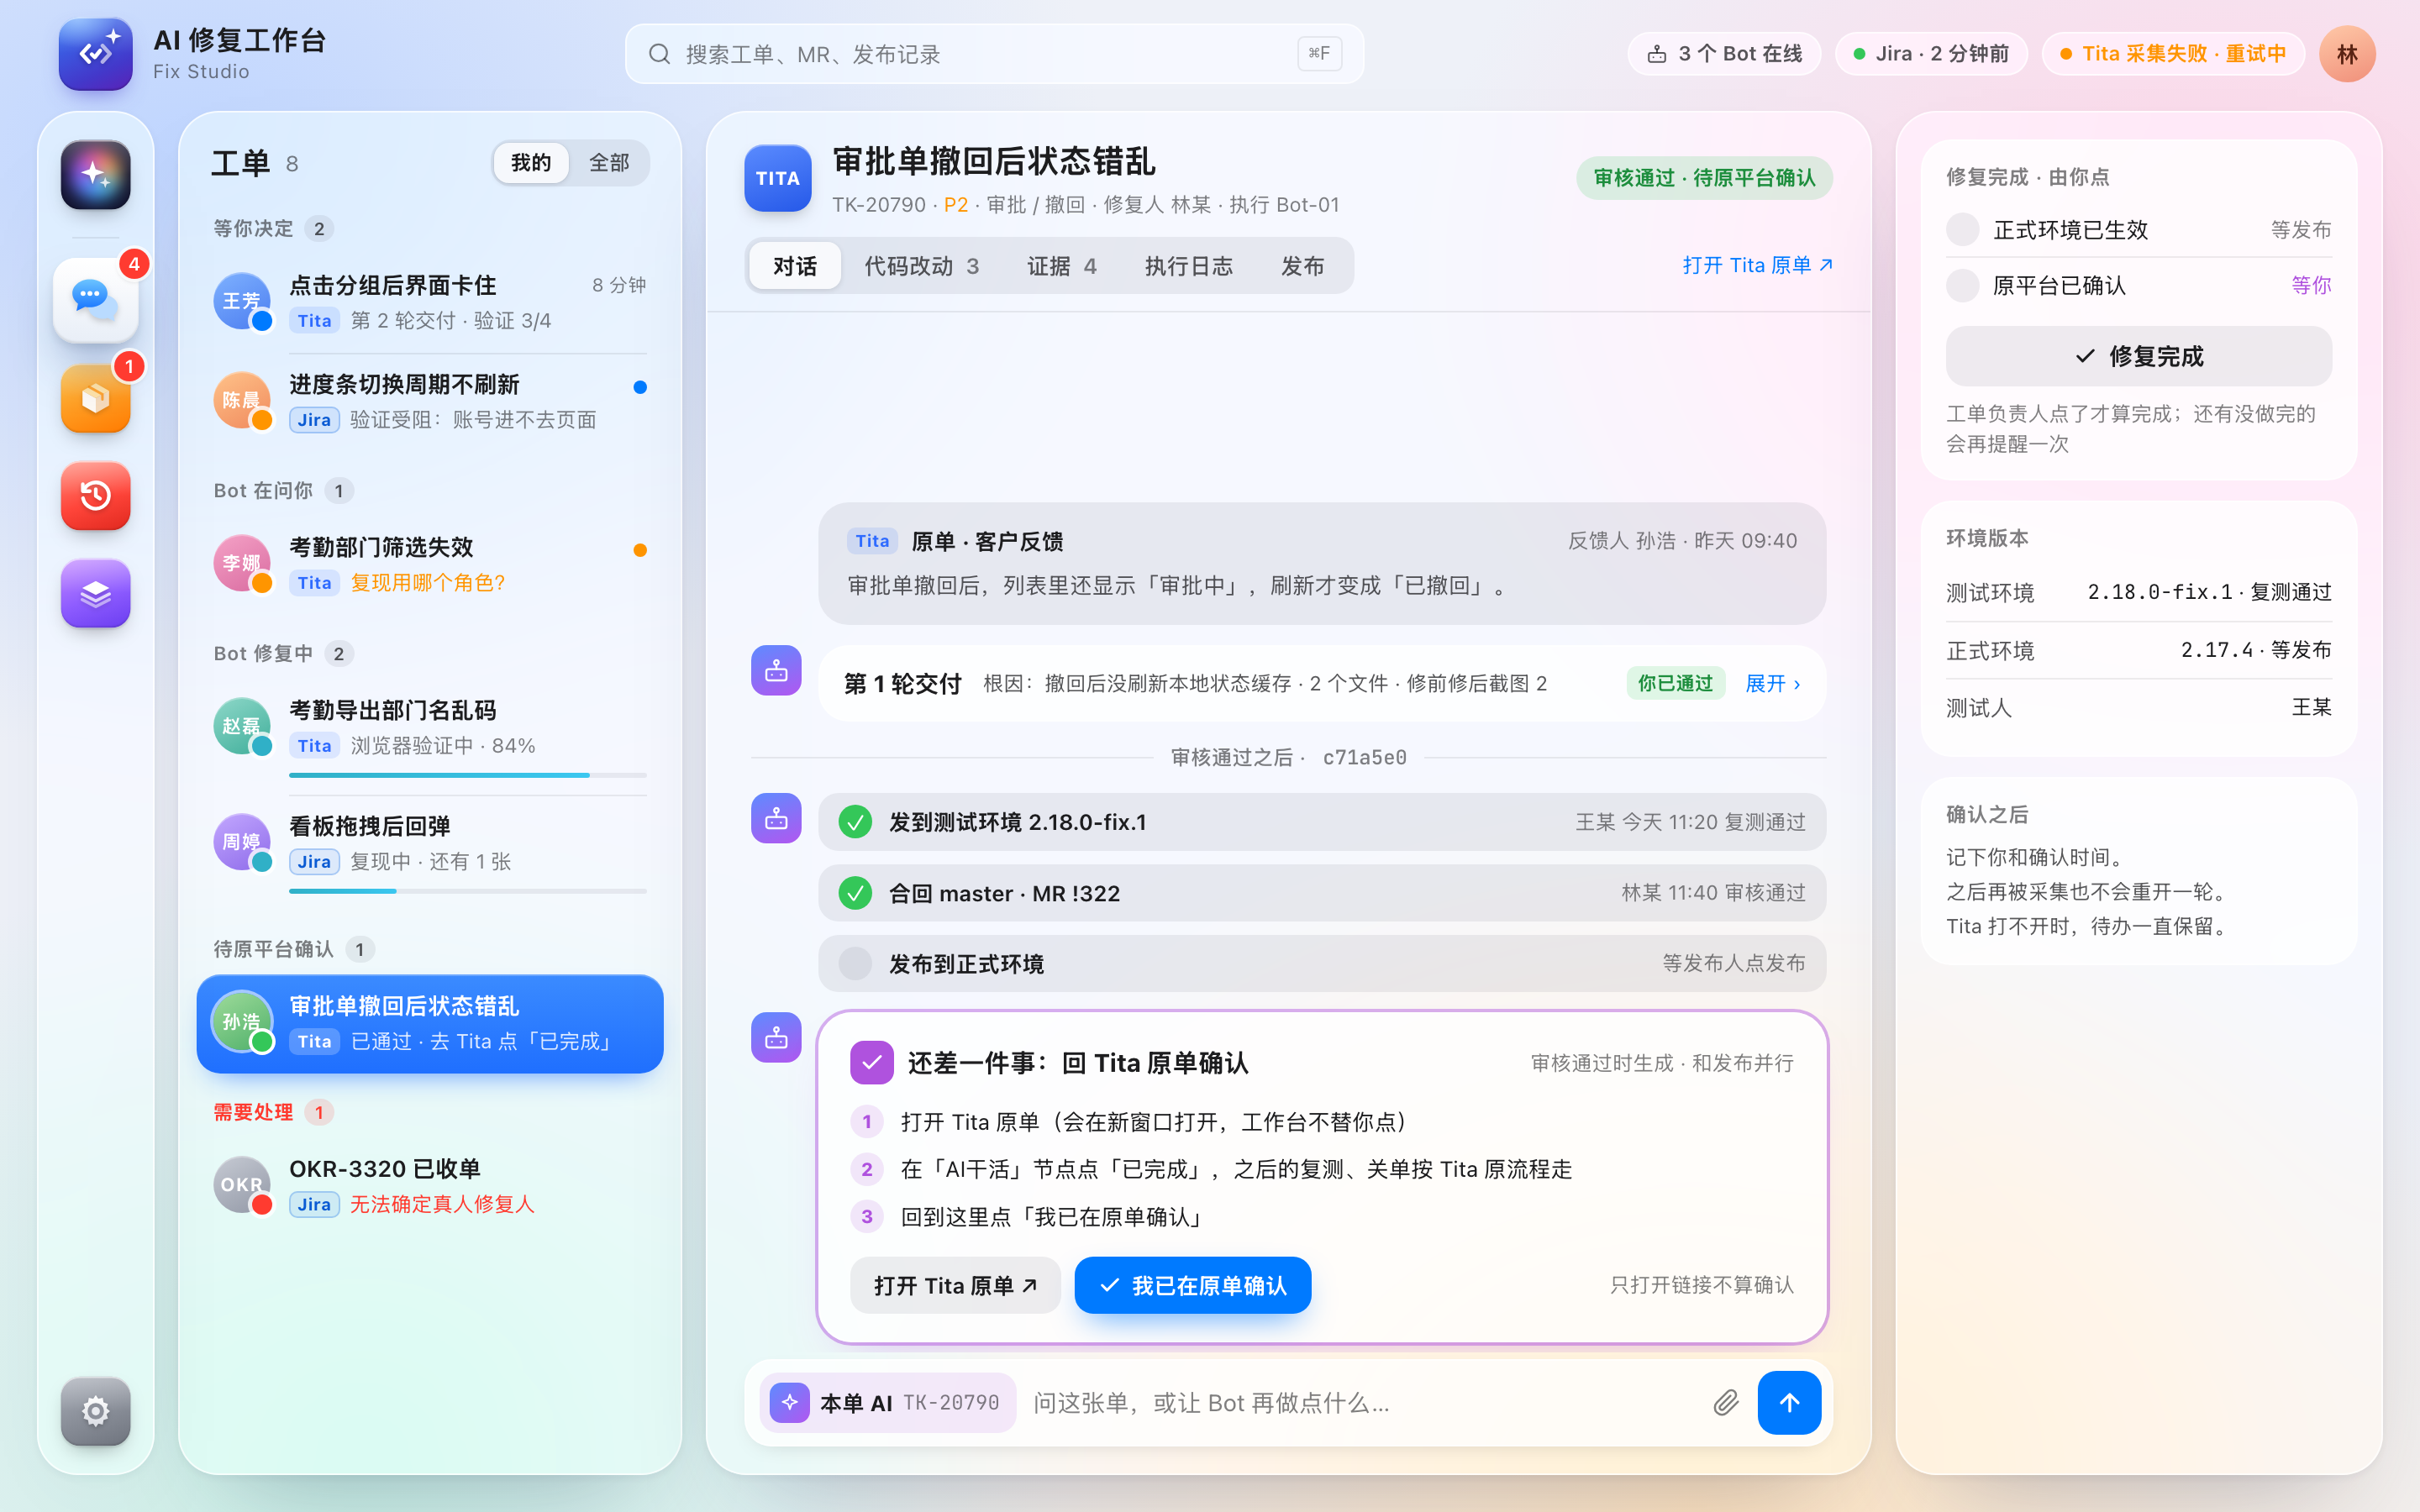 AI 修复工作台
Fix Studio
搜索工单、MR、发布记录
⌘F
3 个 Bot 在线
Jira · 2 分钟前
Tita 采集失败 · 重试中
林
4
1
工单 8
我的
全部
等你决定 2
王芳
点击分组后界面卡住
8 分钟
Tita 第 2 轮交付 · 验证 3/4
陈晨
进度条切换周期不刷新
Jira 验证受阻：账号进不去页面
Bot 在问你 1
李娜
考勤部门筛选失效
Tita 复现用哪个角色?
Bot 修复中 2
赵磊
考勤导出部门名乱码
Tita 浏览器验证中 · 84%
周婷
看板拖拽后回弹
Jira 复现中 · 还有 1 张
待原平台确认 1
孙浩
审批单撤回后状态错乱
Tita 已通过 · 去 Tita 点「已完成」
需要处理 1
OKR
OKR-3320 已收单
Jira 无法确定真人修复人
TITA
审批单撤回后状态错乱
TK-20790 · P2 · 审批 / 撤回 · 修复人 林某 · 执行 Bot-01
审核通过 · 待原平台确认
对话
代码改动 3
证据 4
执行日志
发布
打开 Tita 原单 ↗
Tita 原单 · 客户反馈
反馈人 孙浩 · 昨天 09:40
审批单撤回后，列表里还显示「审批中」，刷新才变成「已撤回」。
第 1 轮交付 根因：撤回后没刷新本地状态缓存 · 2 个文件 · 修前修后截图 2
你已通过
展开 ›
审核通过之后 · c71a5e0
发到测试环境 2.18.0-fix.1
王某 今天 11:20 复测通过
合回 master · MR !322
林某 11:40 审核通过
发布到正式环境
等发布人点发布
还差一件事：回 Tita 原单确认
审核通过时生成 · 和发布并行
1 打开 Tita 原单（会在新窗口打开，工作台不替你点）
2 在「AI干活」节点点「已完成」，之后的复测、关单按 Tita 原流程走
3 回到这里点「我已在原单确认」
打开 Tita 原单 ↗
我已在原单确认
只打开链接不算确认
本单 AI TK-20790
问这张单，或让 Bot 再做点什么...
修复完成 · 由你点
正式环境已生效
等发布
原平台已确认
等你
修复完成
工单负责人点了才算完成；还有没做完的
会再提醒一次
环境版本
测试环境
2.18.0-fix.1 · 复测通过
正式环境
2.17.4 · 等发布
测试人
王某
确认之后
记下你和确认时间。
之后再被采集也不会重开一轮。
Tita 打不开时，待办一直保留。